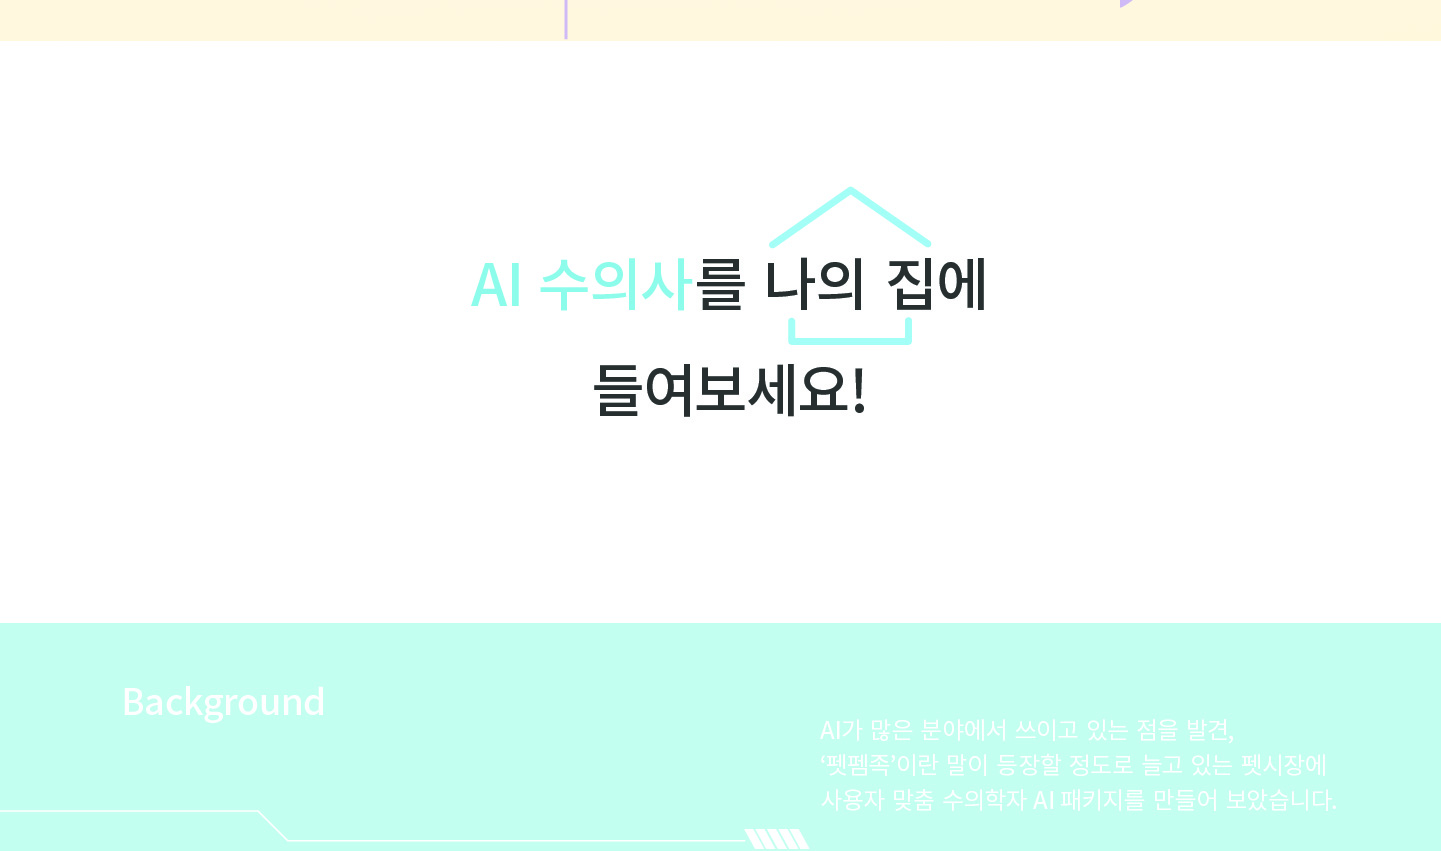 AI 수의사를 나의 집에
들여보세요!
Background
AI가 많은 분야에서 쓰이고 있는 점을 발견,
‘펫펨족’이란 말이 등장할 정도로 늘고 있는 펫시장에
사용자 맞춤 수의학자 AI 패키지를 만들어 보았습니다.